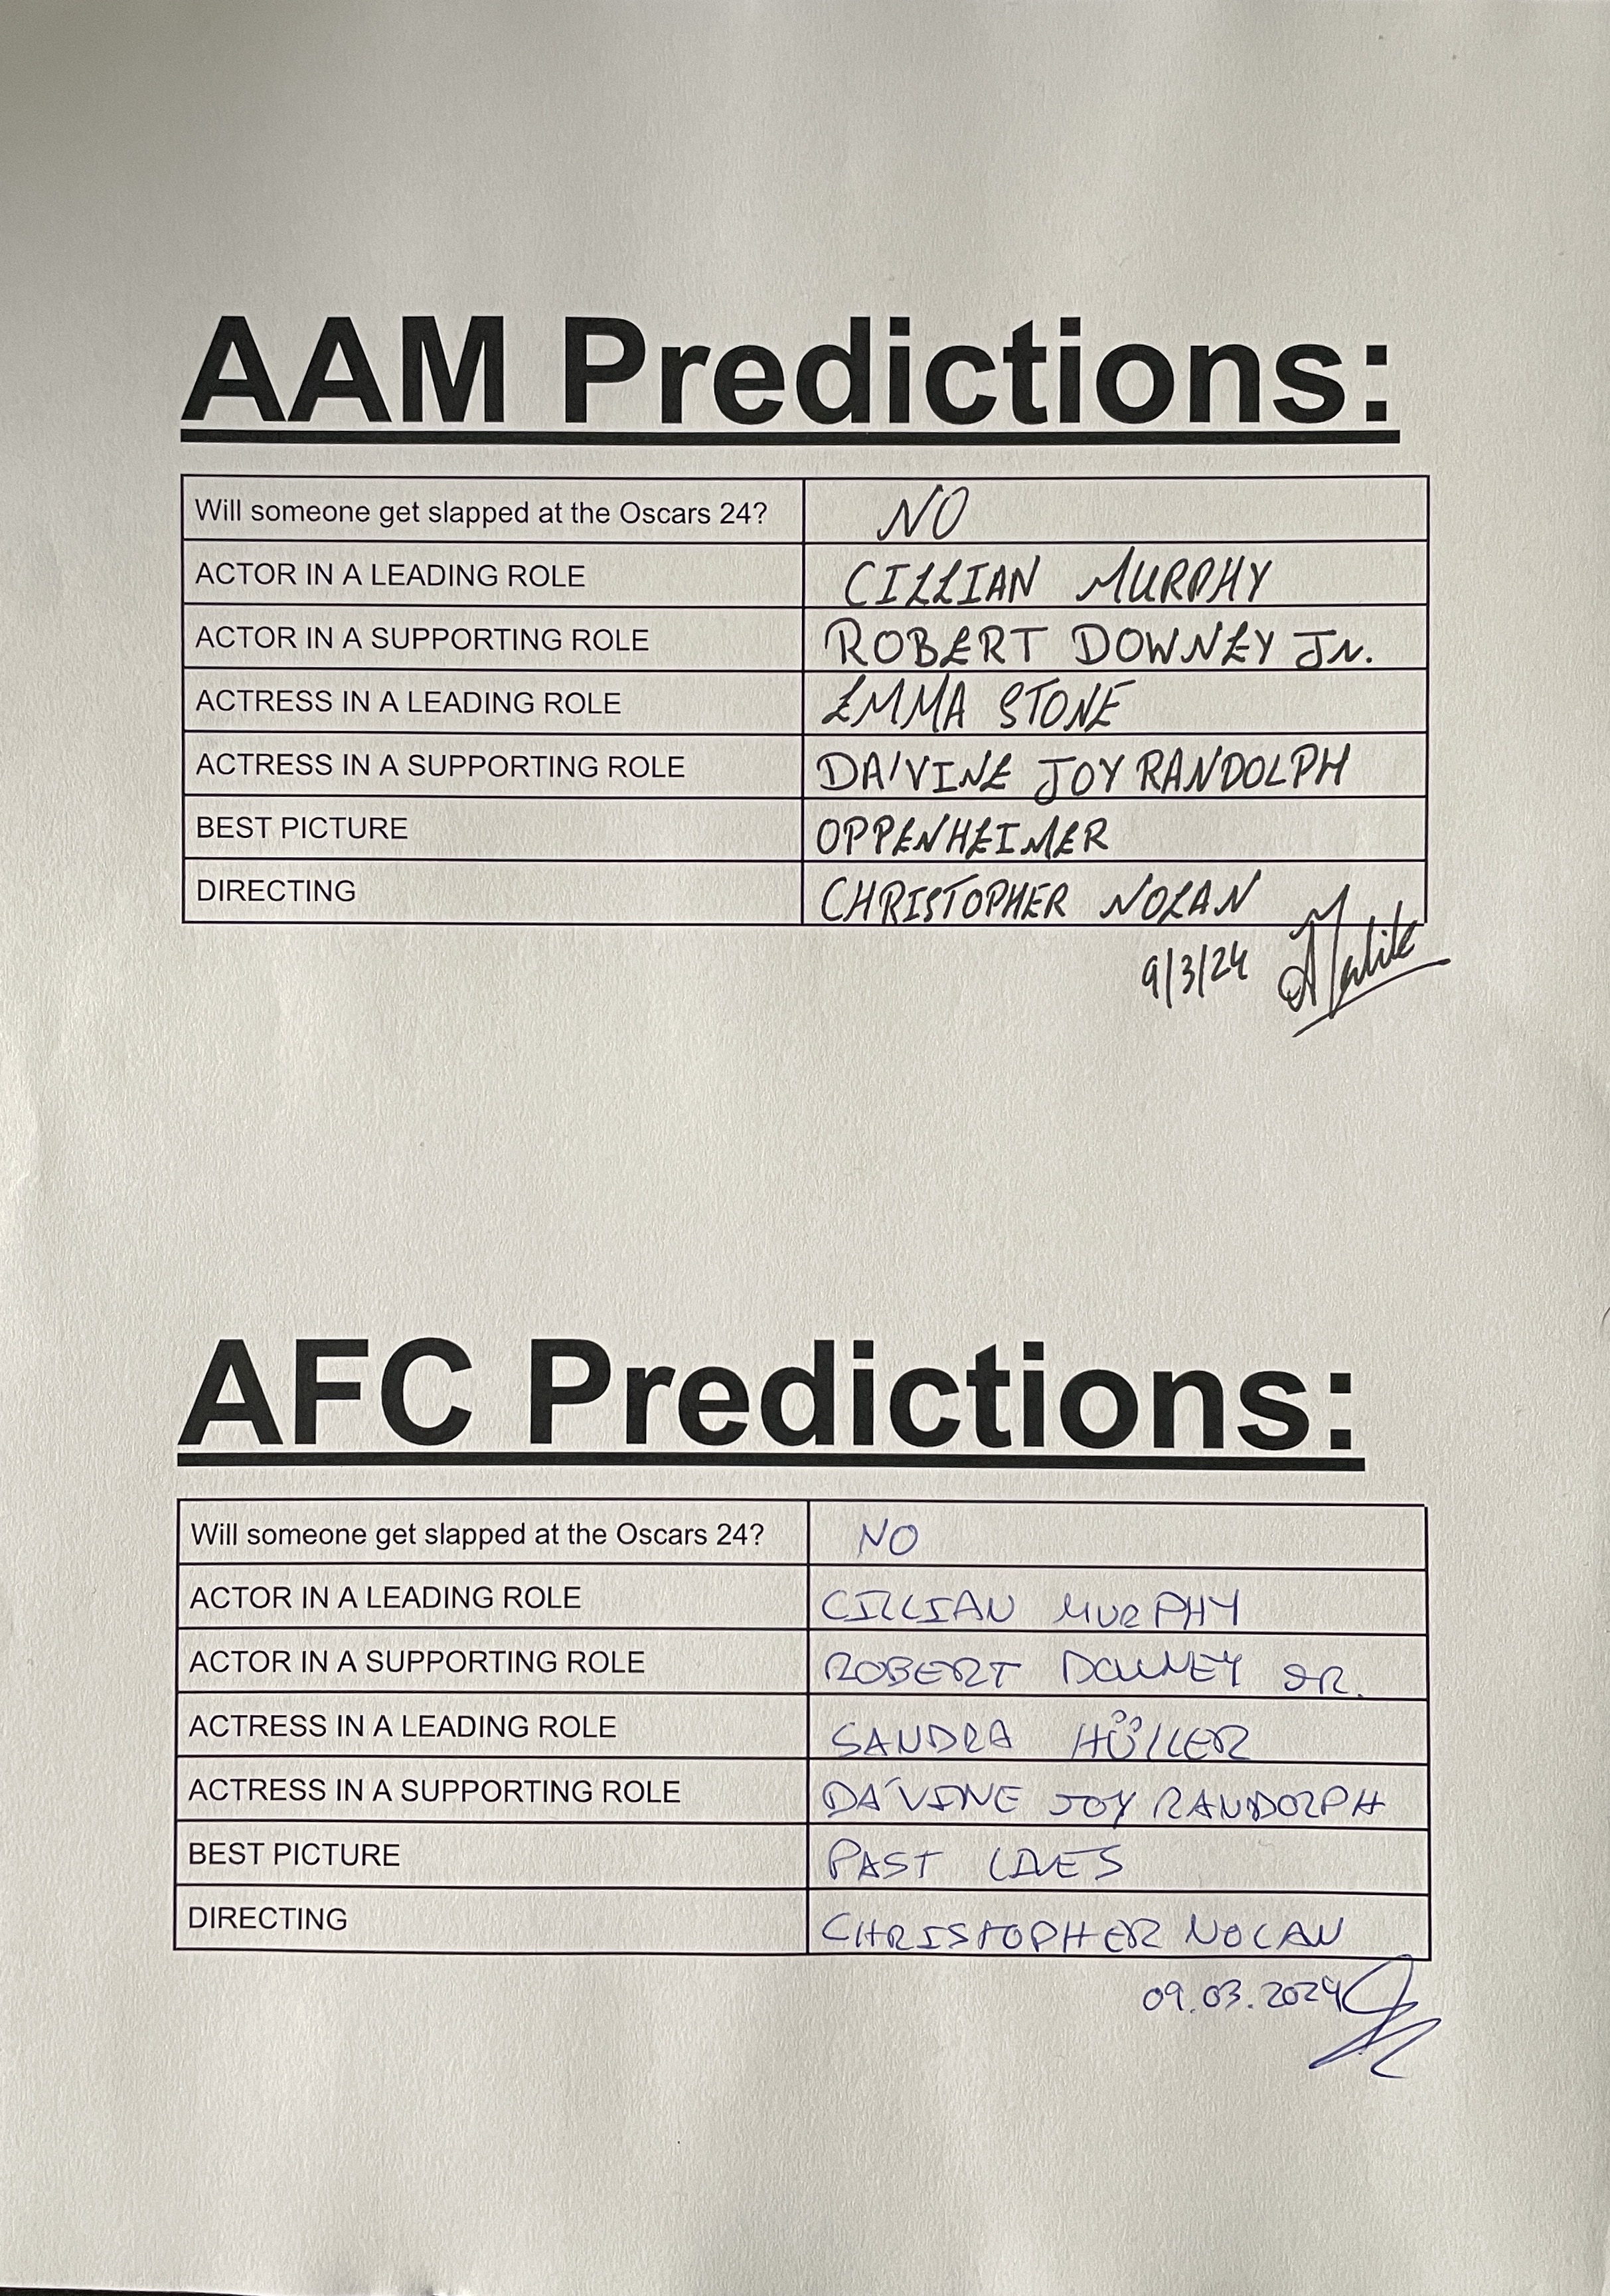 AAM Predictions:
Will someone get slapped at the Oscars 24? NO
ACTOR IN A LEADING ROLE CILLIAN MURPHY
ACTOR IN A SUPPORTING ROLE ROBERT DOWNEY Jr.
ACTRESS IN A LEADING ROLE EMMA STONE
ACTRESS IN A SUPPORTING ROLE DA'VINE JOY RANDOLPH
BEST PICTURE OPPENHEIMER
DIRECTING CHRISTOPHER NOLAN
9/3/24
AFC Predictions:
Will someone get slapped at the Oscars 24? NO
ACTOR IN A LEADING ROLE CILLIAN MURPHY
ACTOR IN A SUPPORTING ROLE ROBERT DOWNEY JR.
ACTRESS IN A LEADING ROLE SANDRA HÜLLER
ACTRESS IN A SUPPORTING ROLE DA'VINE JOY RANDOLPH
BEST PICTURE PAST LIVES
DIRECTING CHRISTOPHER NOLAN
09.03.2024